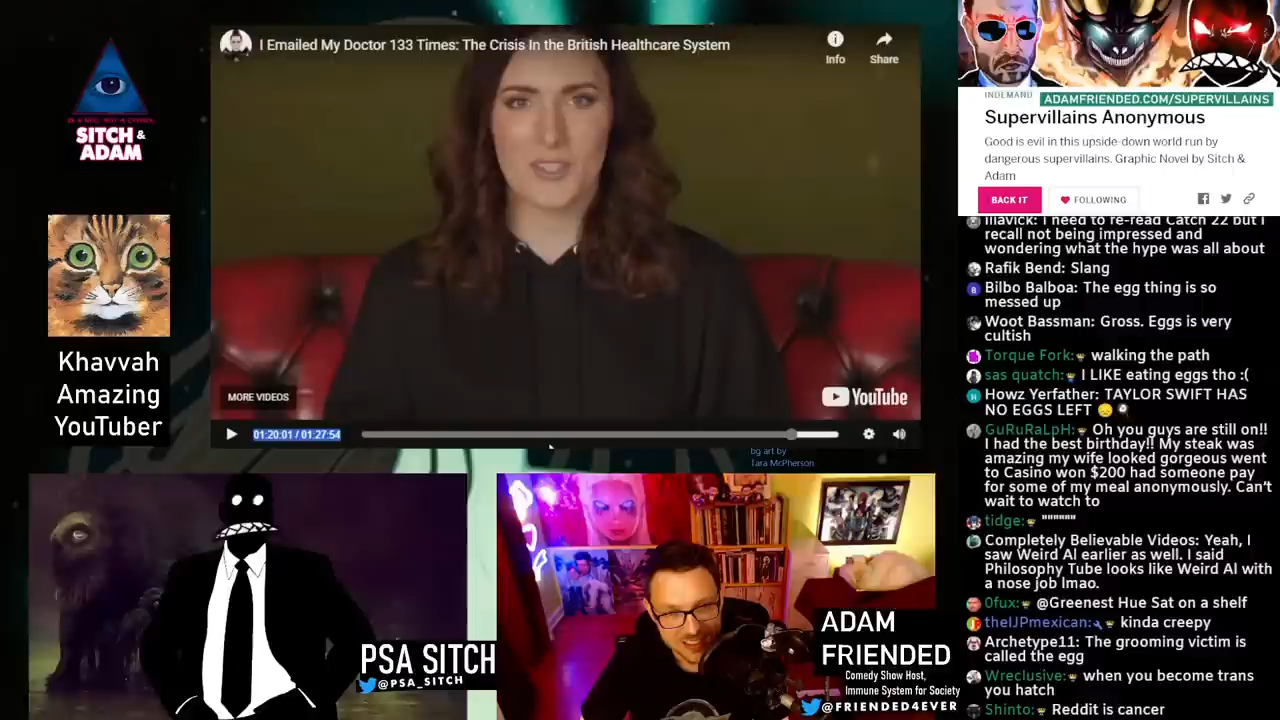 I Emailed My Doctor 133 Times: The Crisis In the British Healthcare System
Info
Share
MORE VIDEOS
YouTube
01:20:01 / 01:27:54
SITCH &
ADAM
Khavvah
Amazing
YouTuber
bg art by
Tara McPherson
PSA SITCH
@PSA_SITCH
ADAM
FRIENDED
Comedy Show Host,
Immune System for Society
@FRIENDED4EVER
INDEMAND
ADAMFRIENDED.COM/SUPERVILLAINS
Supervillains Anonymous
Good is evil in this upside-down world run by
dangerous supervillains. Graphic Novel by Sitch &
Adam
BACK IT
FOLLOWING
illavick: I need to re-read Catch 22 but I
recall not being impressed and
wondering what the hype was all about
Rafik Bend: Slang
Bilbo Balboa: The egg thing is so
messed up
Woot Bassman: Gross. Eggs is very
cultish
Torque Fork: walking the path
sas quatch: I LIKE eating eggs tho :(
Howz Yerfather: TAYLOR SWIFT HAS
NO EGGS LEFT
GuRuRaLpH: Oh you guys are still on!!
I had the best birthday!! My steak was
amazing my wife looked gorgeous went
to Casino won $200 had someone pay
for some of my meal anonymously. Can't
wait to watch to
tidge: """"""
Completely Believable Videos: Yeah, I
saw Weird Al earlier as well. I said
Philosophy Tube looks like Weird Al with
a nose job lmao.
0fux: @Greenest Hue Sat on a shelf
theIJPmexican: kinda creepy
Archetype11: The grooming victim is
called the egg
Wreclusive: when you become trans
you hatch
Shinto: Reddit is cancer